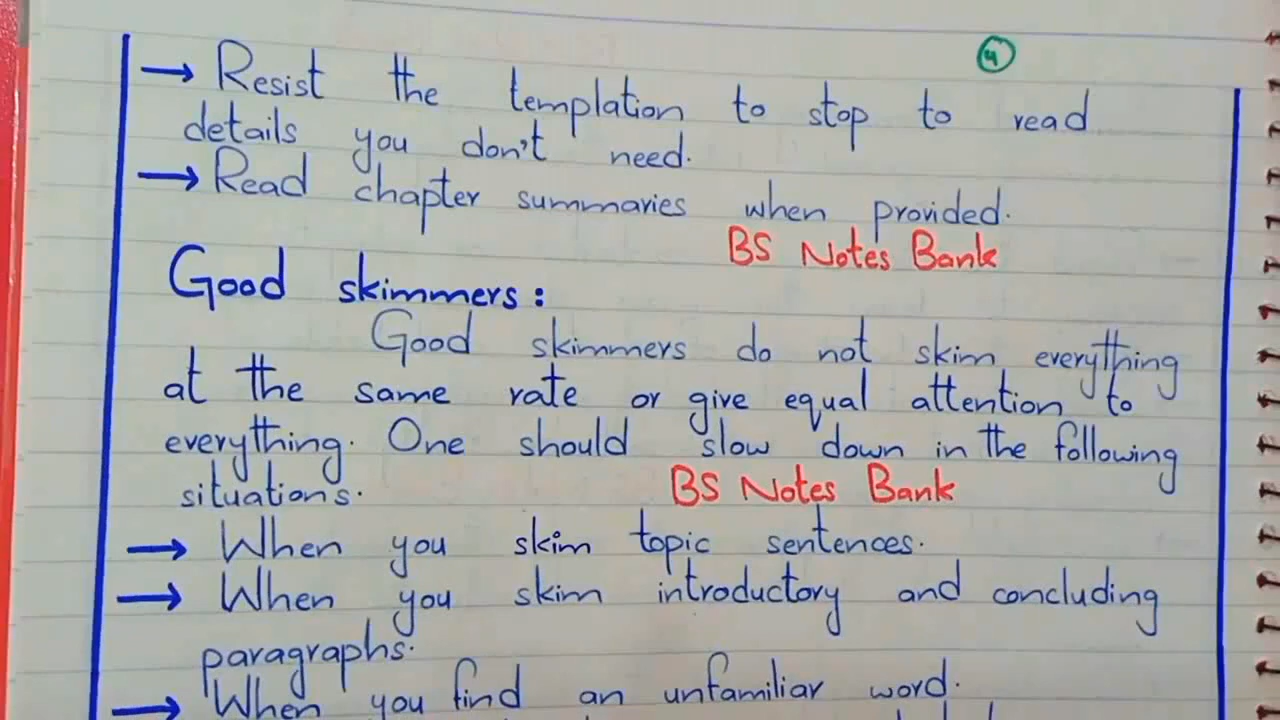 4
→ Resist the templation to stop to read
details you don't need.
→ Read chapter summaries when provided.
BS Notes Bank
Good skimmers:
Good skimmers do not skim everything
at the same rate or give equal attention to
everything. One should slow down in the following
situations.
BS Notes Bank
→ When you skim topic sentences.
→ When you skim introductory and concluding
paragraphs.
→ When you find an unfamiliar word.